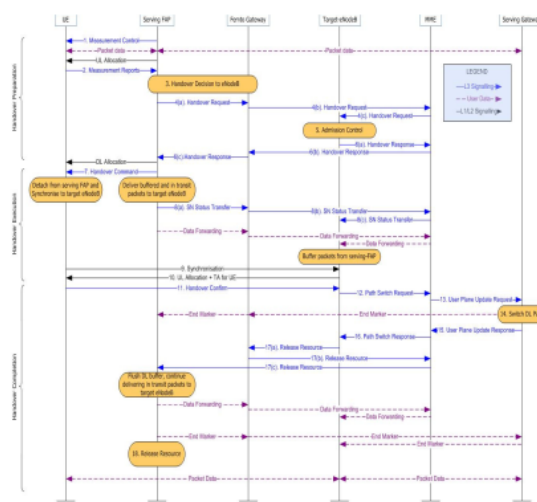 UE
Serving FAP
Femto Gateway
Target-eNodeB
MME
Serving Gateway
1. Measurement Control
Packet data
Packet data
UL Allocation
2. Measurment Reports
3. Handover Decision to eNodeB
LEGEND
L3 Signalling
User Data
L1/L2 Signalling
4(a). Handover Request
4(b). Handover Request
4(c). Handover Request
5. Admission Control
6(a). Handover Response
6(b). Handover Response
6(c)Handover Response
DL Allocation
7. Handover Command
Handover Preparation
Detach from serving FAP and
Synchronise to target eNodeB
Deliver buffered and in transit
packets to target eNodeB
8(a). SN Status Transfer
8(b). SN Status Transfer
8(c). SN Status Transfer
Data Forwarding
Data Forwarding
Data Forwarding
Buffer packets from serving-FAP
9. Synchronisation
10. UL Allocation + TA for UE
Handover Execution
11. Handover Confirm
12. Path Switch Request
13. User Plane Update Request
14. Switch DL
End Marker
End Marker
15. User Plane Update Response
16. Path Switch Response
17(a). Release Resource
17(b). Release Resource
17(c). Release Resource
Flush DL buffer, continue
delivering in transit packets to
target eNodeB
Data Forwarding
Data Forwarding
Data Forwarding
End Marker
End Marker
End Marker
18. Release Resource
Packet Data
Packet Data
Handover Completion